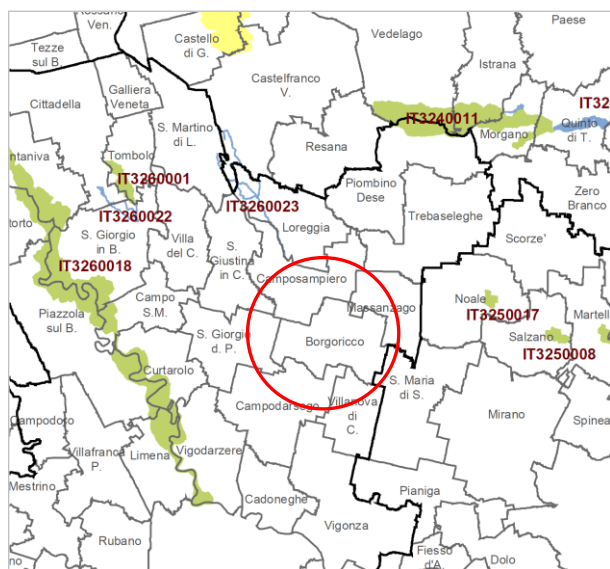 Ven.
Tezze
sul B.
Castello
di G.
Vedelago
Paese
Istrana
Castelfranco
V.
Galliera
Veneta
Cittadella
S. Martino
di L.
IT3240011
IT32
Quinto
di T.
Morgano
Resana
Tombolo
IT3260001
Piombino
Dese
Zero
Branco
IT3260022
IT3260023
Trebaseleghe
Loreggia
Scorze'
S. Giorgio
in B.
Villa
del C.
S.
Giustina
in C.
IT3260018
Camposampiero
Campo
S.M.
Massanzago
Noale
IT3250017
Martell
Piazzola
sul B.
S. Giorgio
d. P.
Borgoricco
Salzano
IT3250008
Curtarolo
S. Maria
di S.
Campodarsego
Villanova
di
C.
Mirano
Spinea
Campodoro
Villafranca
P.
Limena
Vigodarzere
Mestrino
Cadoneghe
Pianiga
Vigonza
Rubano
Fiesso
d'A.
Dolo